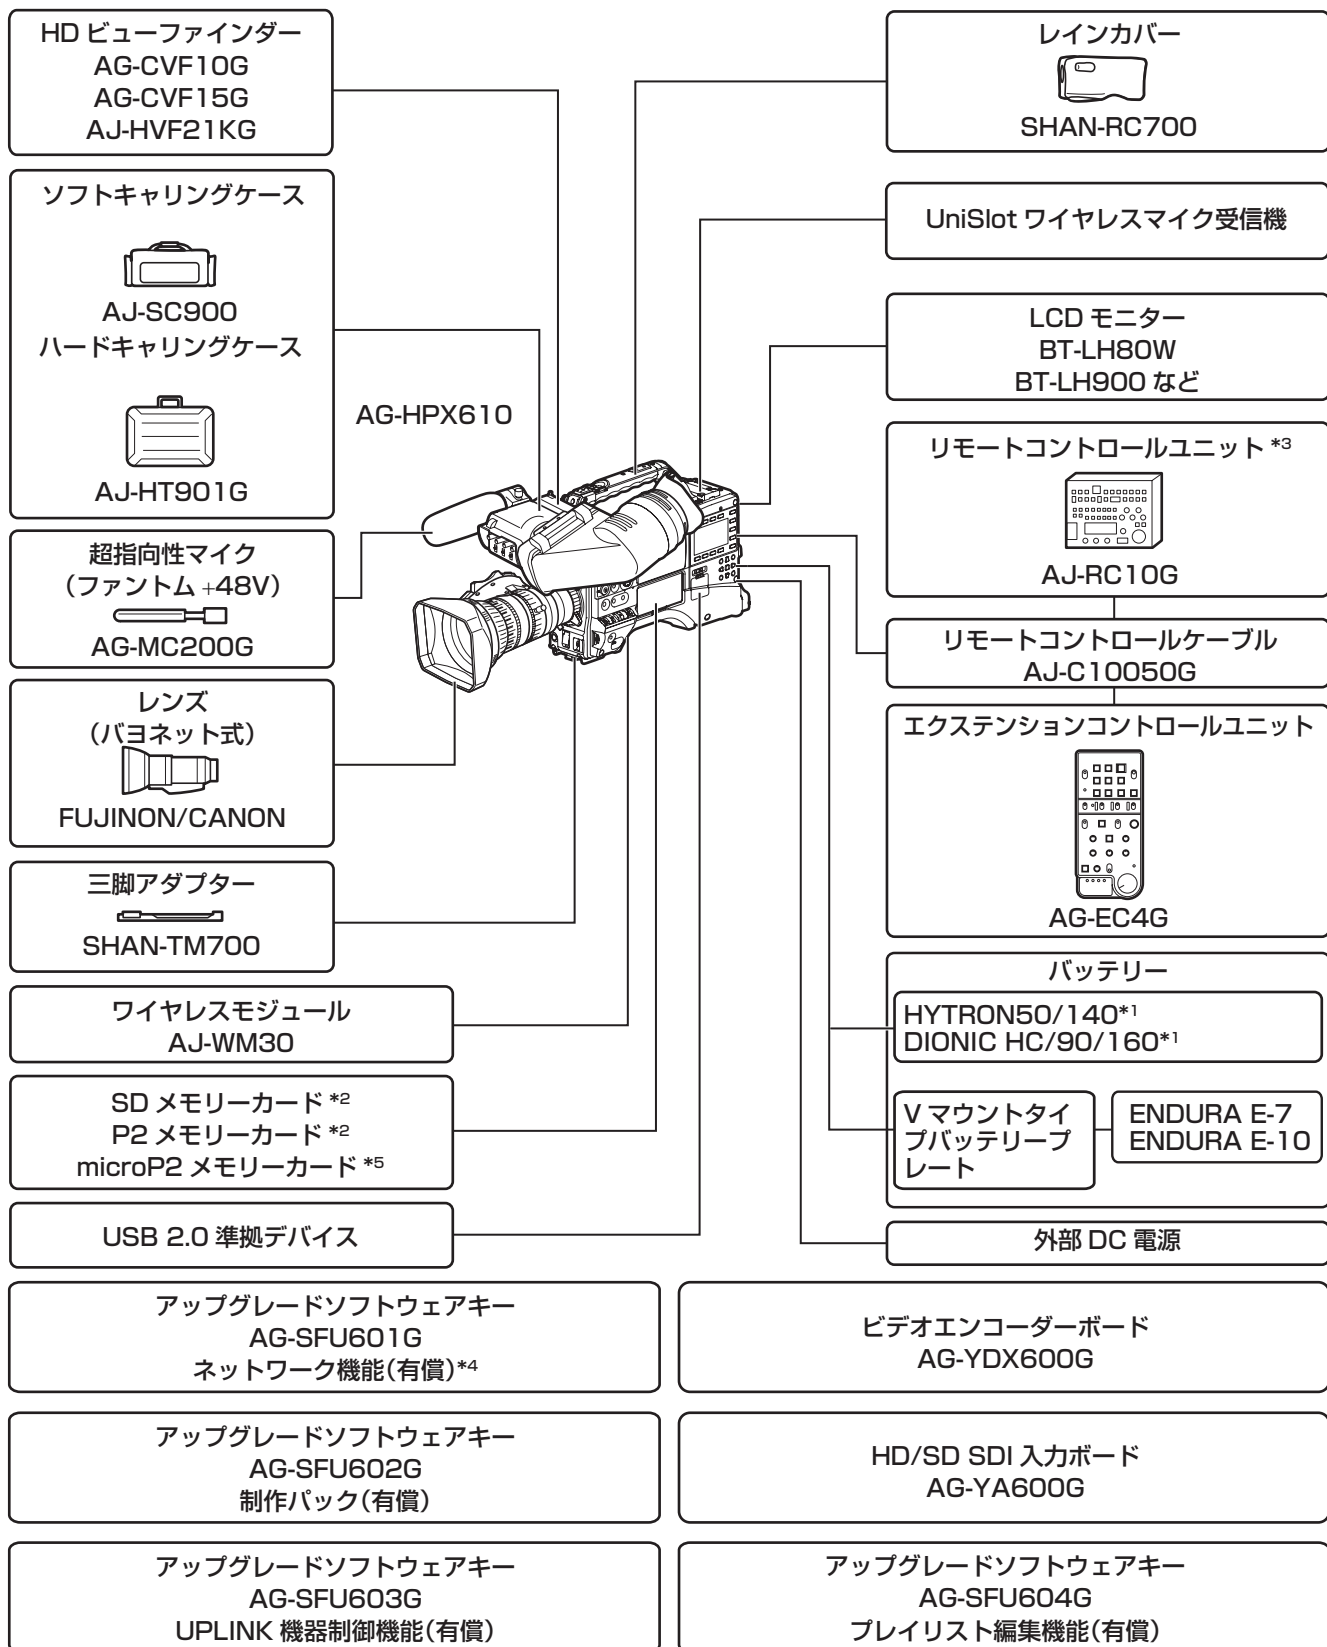 HD ビューファインダー
AG-CVF10G
AG-CVF15G
AJ-HVF21KG
ソフトキャリングケース
AJ-SC900
ハードキャリングケース
AJ-HT901G
超指向性マイク
（ファントム +48V）
AG-MC200G
レンズ
（バヨネット式）
FUJINON/CANON
三脚アダプター
SHAN-TM700
ワイヤレスモジュール
AJ-WM30
SD メモリーカード *2
P2 メモリーカード *2
microP2 メモリーカード *5
USB 2.0 準拠デバイス
AG-HPX610
レインカバー
SHAN-RC700
UniSlot ワイヤレスマイク受信機
LCD モニター
BT-LH80W
BT-LH900 など
リモートコントロールユニット *3
AJ-RC10G
リモートコントロールケーブル
AJ-C10050G
エクステンションコントロールユニット
AG-EC4G
バッテリー
HYTRON50/140*1
DIONIC HC/90/160*1
V マウントタイ
プバッテリープ
レート
ENDURA E-7
ENDURA E-10
外部 DC 電源
アップグレードソフトウェアキー
AG-SFU601G
ネットワーク機能（有償）*4
ビデオエンコーダーボード
AG-YDX600G
アップグレードソフトウェアキー
AG-SFU602G
制作パック（有償）
HD/SD SDI 入力ボード
AG-YA600G
アップグレードソフトウェアキー
AG-SFU603G
UPLINK 機器制御機能（有償）
アップグレードソフトウェアキー
AG-SFU604G
プレイリスト編集機能（有償）